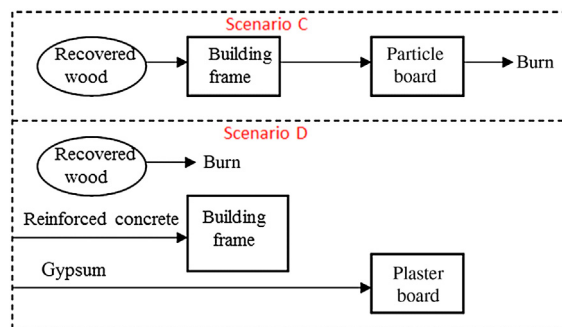 Scenario C
Recovered
wood
Building
frame
Particle
board
Burn
Scenario D
Recovered
wood
Burn
Reinforced concrete
Building
frame
Gypsum
Plaster
board